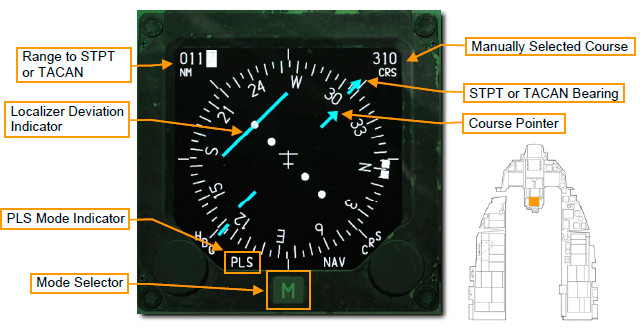 Range to STPT
or TACAN
011
NM
310
CRS
Manually Selected Course
STPT or TACAN Bearing
Course Pointer
Localizer Deviation
Indicator
24
W
30
21
33
S
N
15
3
12
E
6
PLS Mode Indicator
HDG
PLS
NAV
CRS
Mode Selector
M